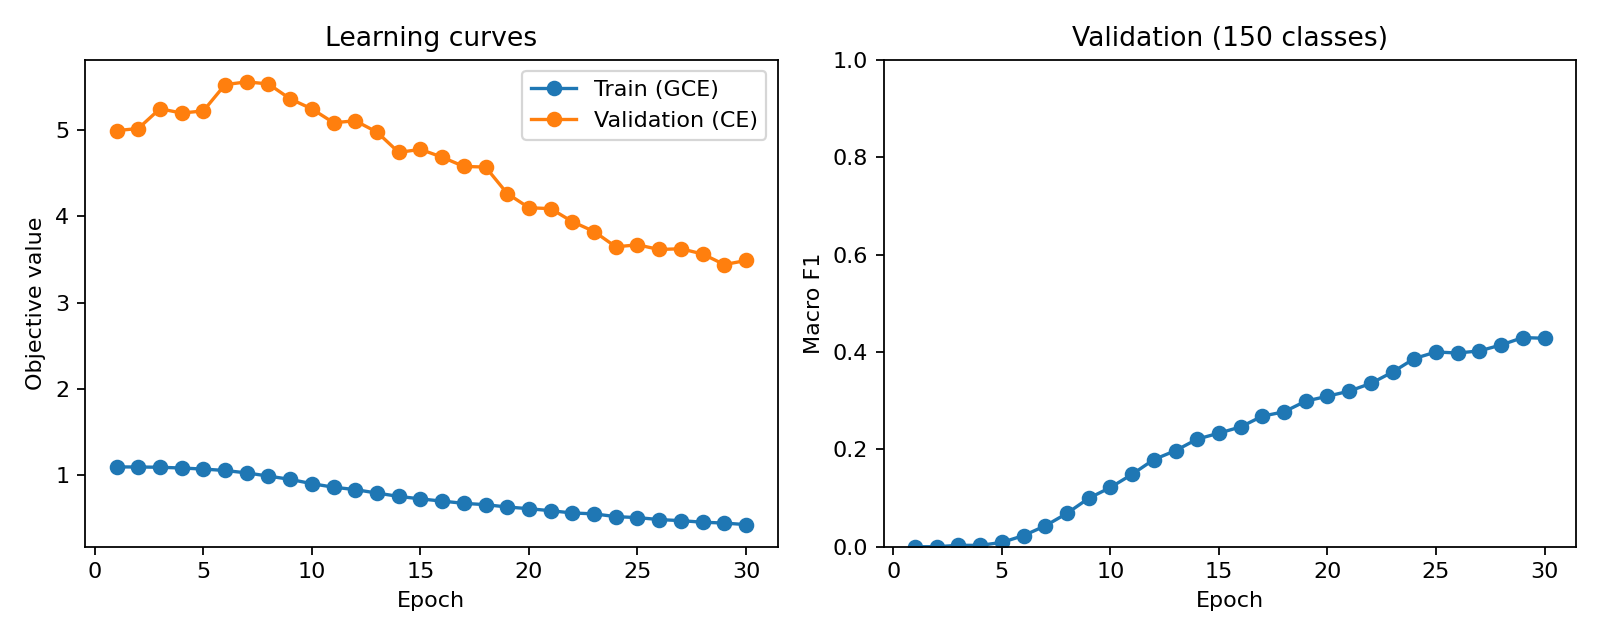 Learning curves
Objective value
5
4
3
2
1
Train (GCE)
Validation (CE)
0 5 10 15 20 25 30
Epoch
Validation (150 classes)
Macro F1
1.0
0.8
0.6
0.4
0.2
0.0
0 5 10 15 20 25 30
Epoch